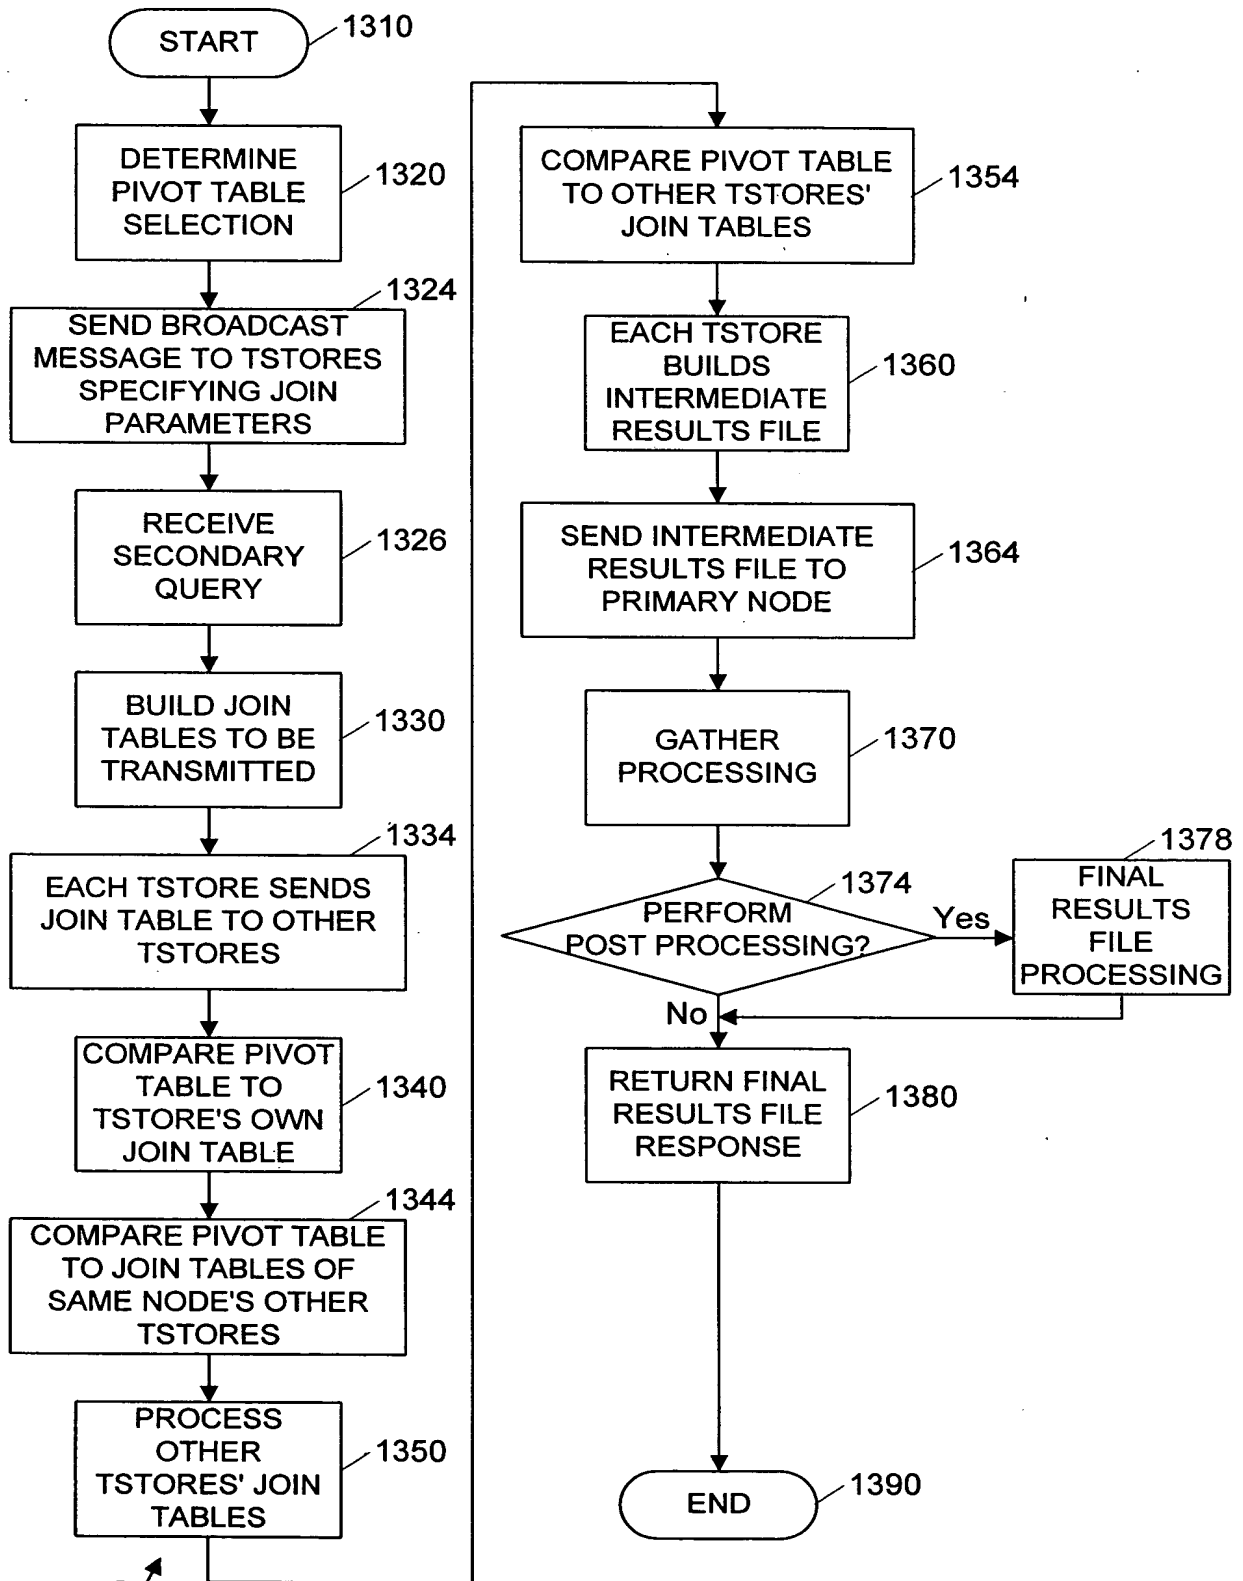 START
1310
DETERMINE
PIVOT TABLE
SELECTION
1320
1324
SEND BROADCAST
MESSAGE TO TSTORES
SPECIFYING JOIN
PARAMETERS
RECEIVE
SECONDARY
QUERY
1326
BUILD JOIN
TABLES TO BE
TRANSMITTED
1330
1334
EACH TSTORE SENDS
JOIN TABLE TO OTHER
TSTORES
COMPARE PIVOT
TABLE TO
TSTORE'S OWN
JOIN TABLE
1340
1344
COMPARE PIVOT TABLE
TO JOIN TABLES OF
SAME NODE'S OTHER
TSTORES
PROCESS
OTHER
TSTORES' JOIN
TABLES
1350
COMPARE PIVOT TABLE
TO OTHER TSTORES'
JOIN TABLES
1354
EACH TSTORE
BUILDS
INTERMEDIATE
RESULTS FILE
1360
SEND INTERMEDIATE
RESULTS FILE TO
PRIMARY NODE
1364
GATHER
PROCESSING
1370
1374
PERFORM
POST PROCESSING?
Yes
1378
FINAL
RESULTS
FILE
PROCESSING
No
RETURN FINAL
RESULTS FILE
RESPONSE
1380
END
1390